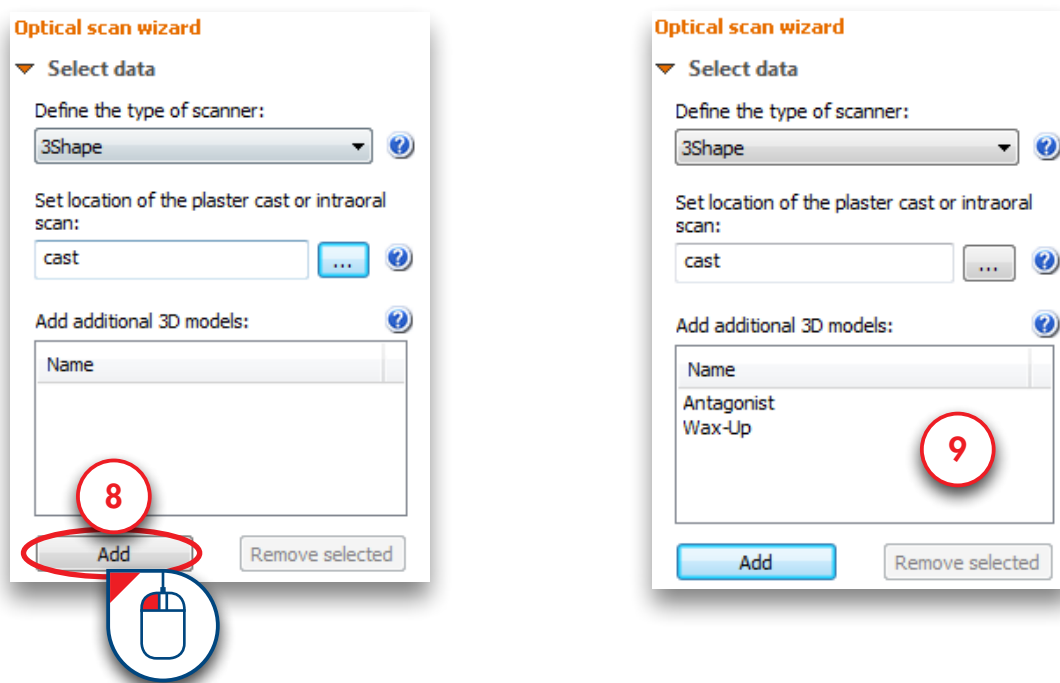 Optical scan wizard
Select data
Define the type of scanner:
3Shape
?
Set location of the plaster cast or intraoral
scan:
cast
...
?
Add additional 3D models:
?
Name
8
Add
Remove selected
Optical scan wizard
Select data
Define the type of scanner:
3Shape
?
Set location of the plaster cast or intraoral
scan:
cast
...
?
Add additional 3D models:
?
Name
Antagonist
Wax-Up
9
Add
Remove selected